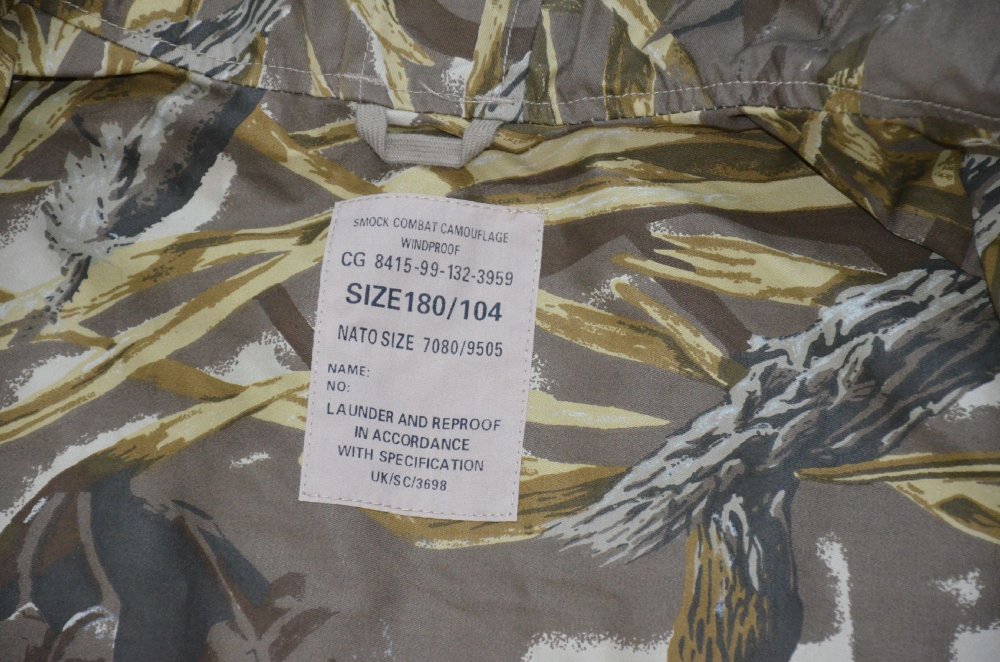 SMOCK COMBAT CAMOUFLAGE
WINDPROOF
CG 8415-99-132-3959
SIZE180/104
NATO SIZE 7080/9505
NAME:
NO:
LAUNDER AND REPROOF
IN ACCORDANCE
WITH SPECIFICATION
UK/SC/3698